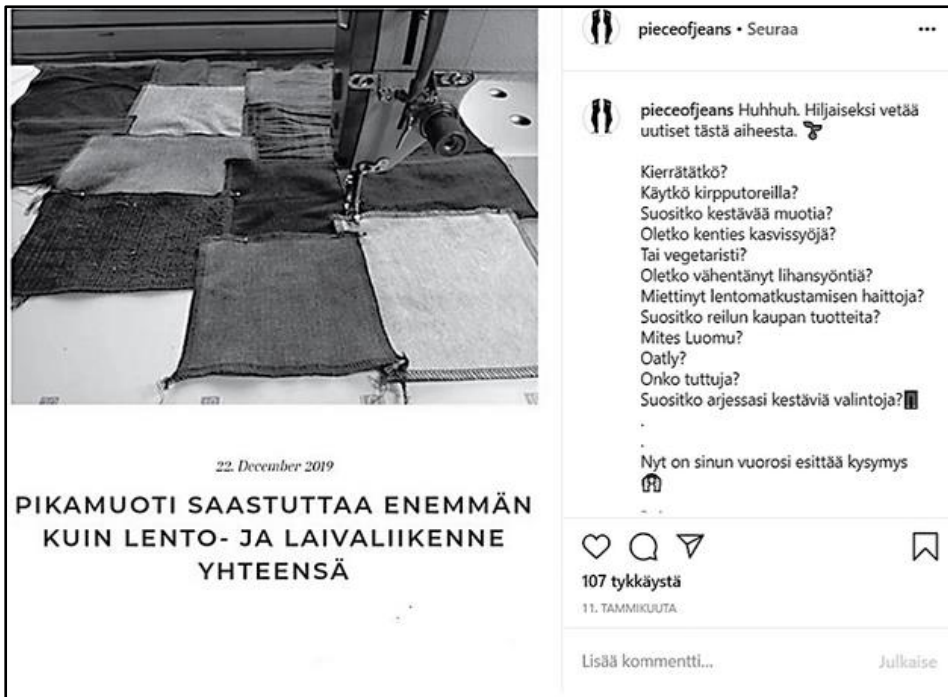 22. December 2019
PIKAMUOTI SAASTUTTAA ENEMMÄN
KUIN LENTO- JA LAIVALIIKENNE
YHTEENSÄ
pieceofjeans • Seuraa
pieceofjeans Huhhuh. Hiljaiseksi vetää
uutiset tästä aiheesta.
Kierrätätkö?
Käytkö kirpputoreilla?
Suositko kestävää muotia?
Oletko kenties kasvissyöjä?
Tai vegetaristi?
Oletko vähentänyt lihansyöntiä?
Miettinyt lentomatkustamisen haittoja?
Suositko reilun kaupan tuotteita?
Mites Luomu?
Oatly?
Onko tuttuja?
Suositko arjessasi kestäviä valintoja?
.
.
Nyt on sinun vuorosi esittää kysymys
107 tykkäystä
11. TAMMIKUUTA
Lisää kommentti...
Julkaise